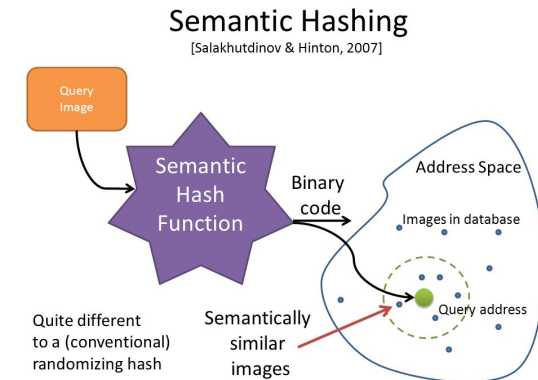 Semantic Hashing
[Salakhutdinov & Hinton, 2007]
Query
Image
Semantic
Hash
Function
Binary
code
Address Space
Images in database
Query address
Semantically
similar
images
Quite different
to a (conventional)
randomizing hash